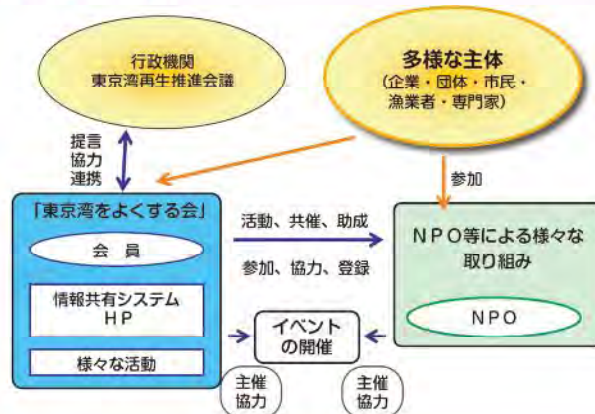 行政機関
東京湾再生推進会議
多様な主体
（企業・団体・市民・
漁業者・専門家）
提言
協力
連携
参加
「東京湾をよくする会」
会　員
情報共有システム
ＨＰ
様々な活動
活動、共催、助成
参加、協力、登録
ＮＰＯ等による様々な
取り組み
ＮＰＯ
イベント
の開催
主催
協力
主催
協力